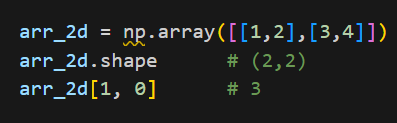 arr_2d = np.array([[1,2],[3,4]])
arr_2d.shape      # (2,2)
arr_2d[1, 0]      # 3